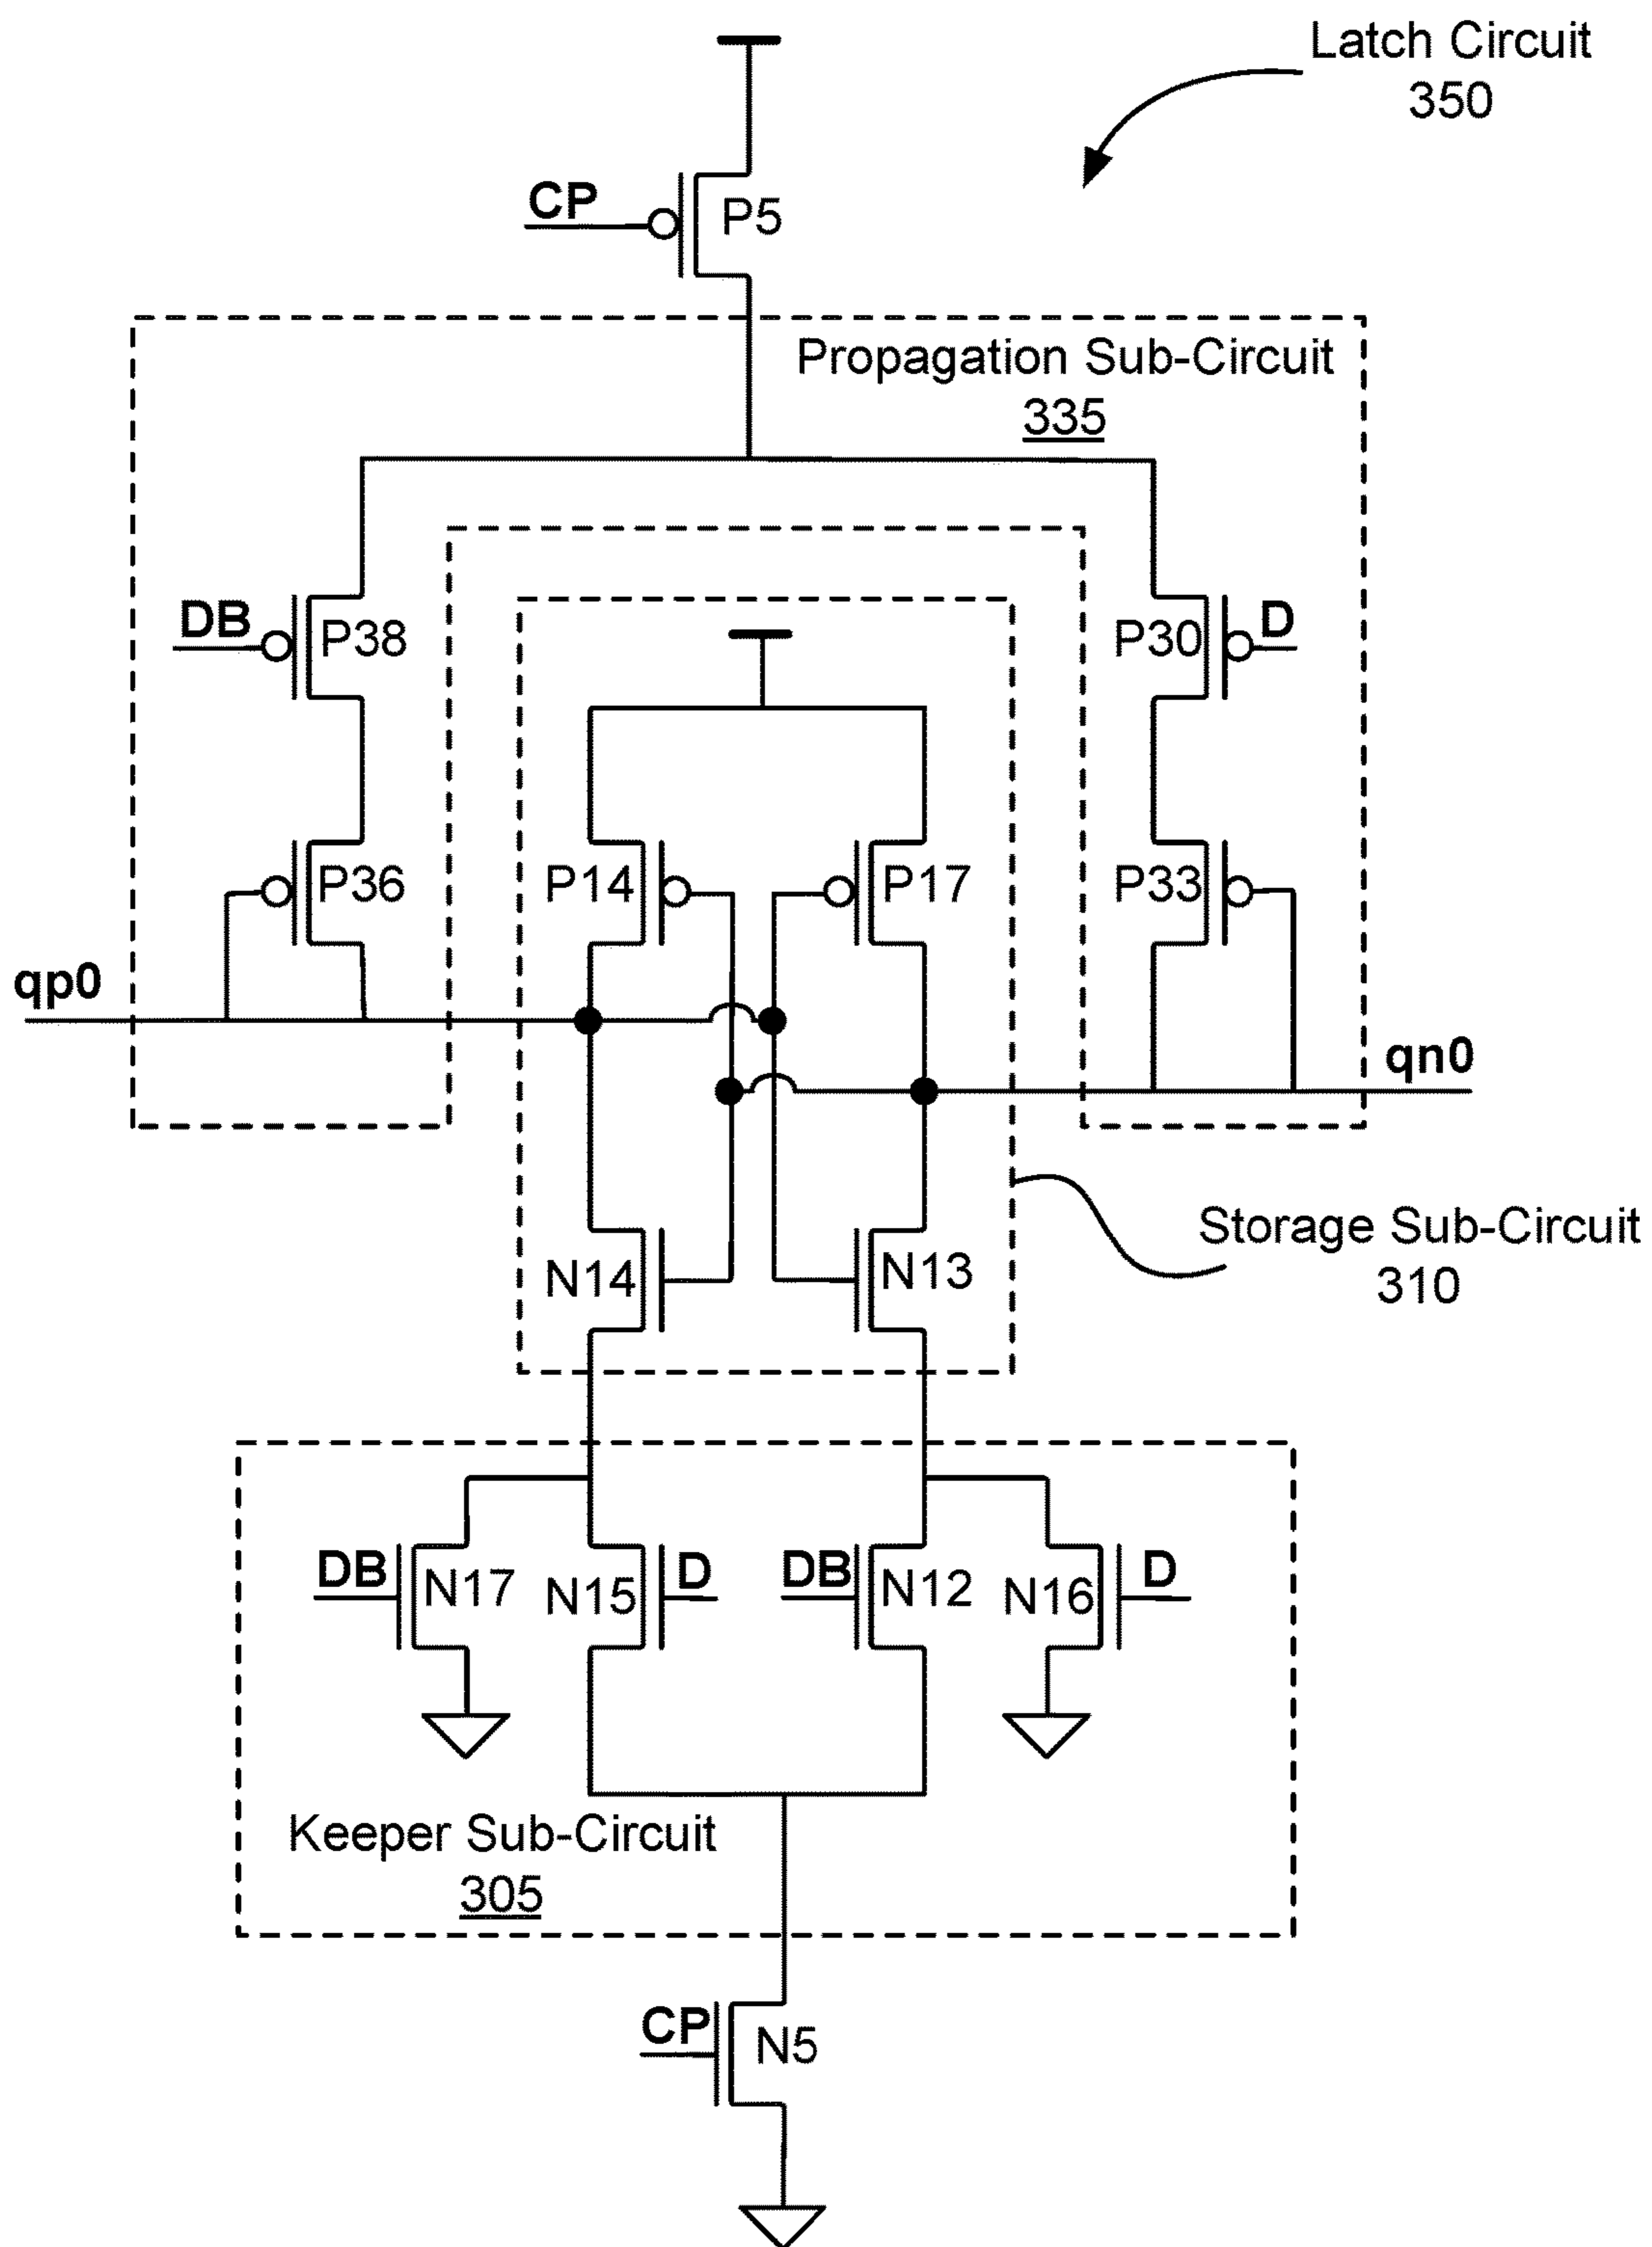 Latch Circuit
350
CP
P5
Propagation Sub-Circuit
335
DB
P38
P30
D
P36
P14
P17
P33
qp0
qn0
N14
N13
Storage Sub-Circuit
310
DB
N17
N15
D
DB
N12
N16
D
Keeper Sub-Circuit
305
CP
N5